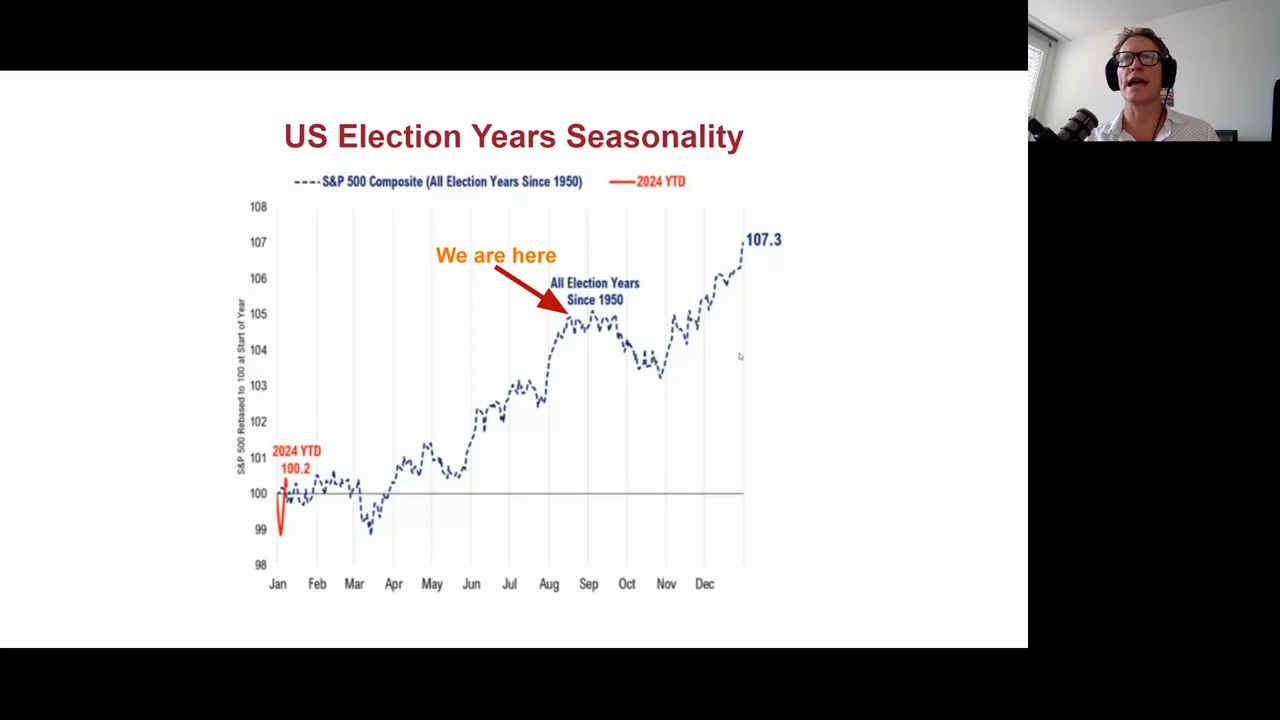 US Election Years Seasonality
S&P 500 Composite (All Election Years Since 1950)
2024 YTD
108
107
106
105
104
103
102
101
100
99
98
S&P 500 Rebased to 100 at Start of Year
107.3
We are here
All Election Years
Since 1950
2024 YTD
100.2
Jan Feb Mar Apr May Jun Jul Aug Sep Oct Nov Dec